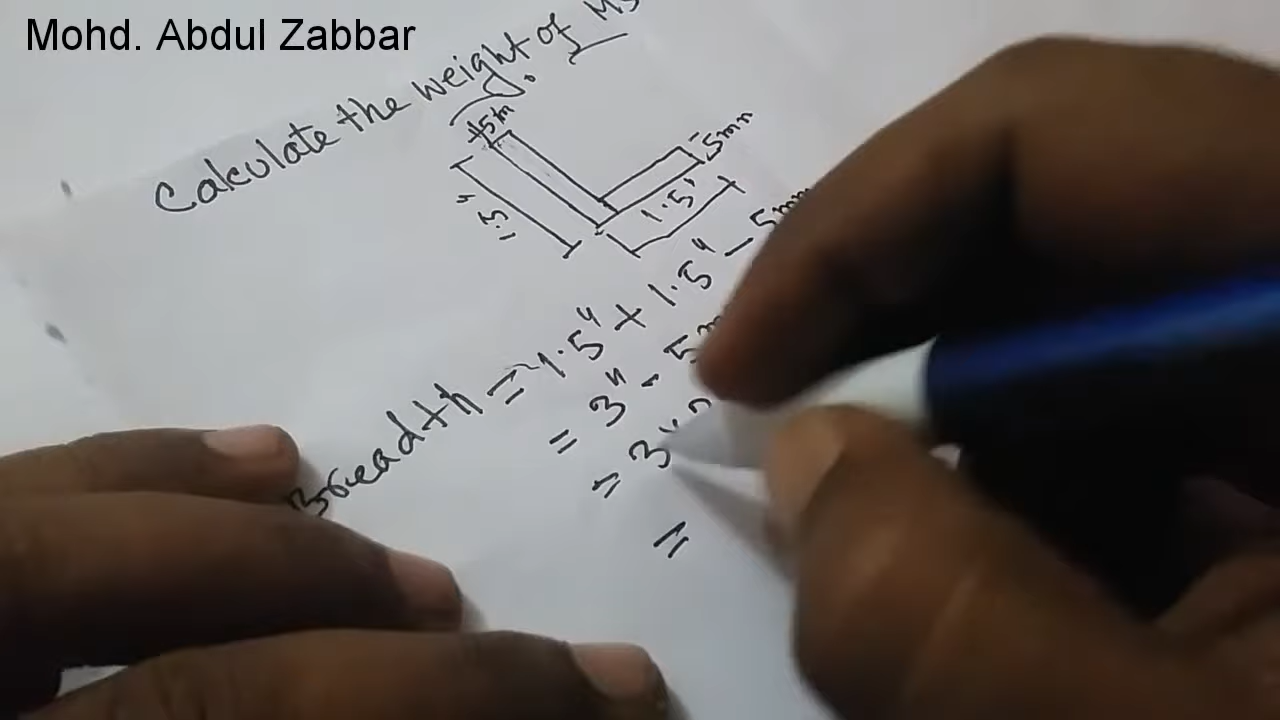 Mohd. Abdul Zabbar
Calculate the weight of MS
5mm
5mm
1.5"
1.5"
Breadth = 1.5" + 1.5" - 5mm
= 3" - 5m
= 3"
=